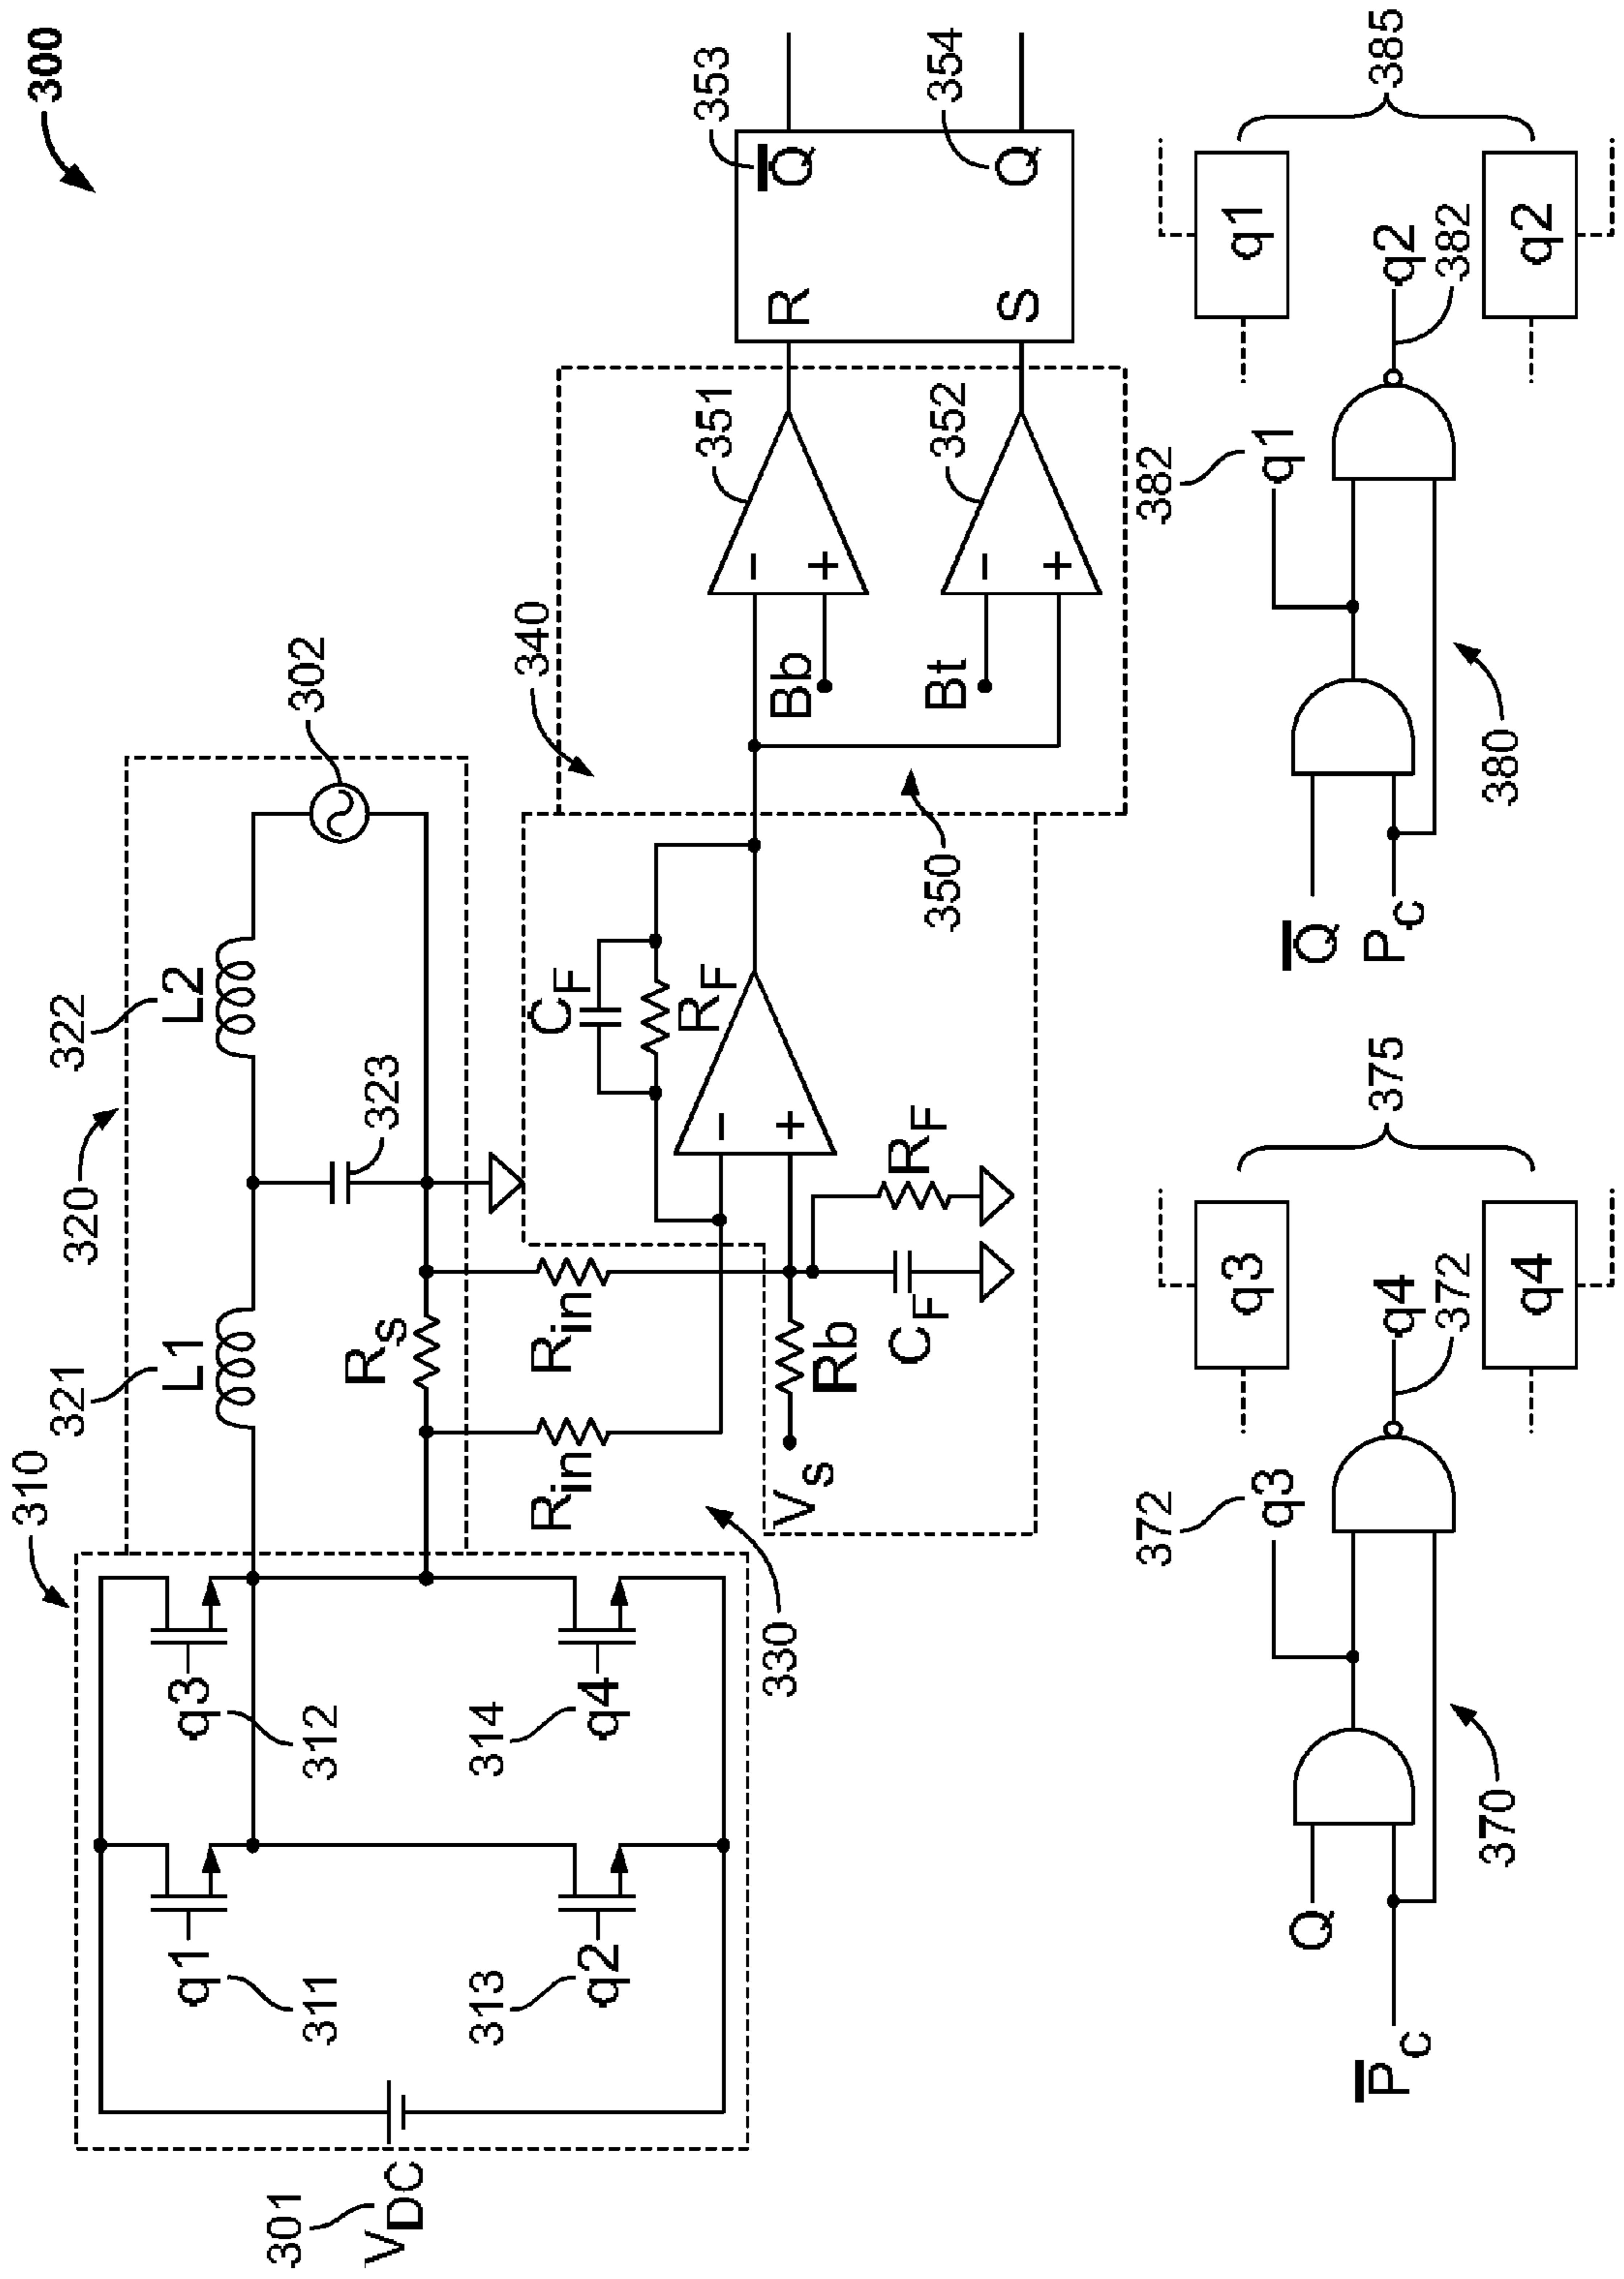 300
310
320
321
L1
322
L2
302
323
Rs
q1
311
q3
312
q2
313
q4
314
301
VDC
330
Rin
Rin
Vs
Rb
CF
RF
CF
RF
−
+
340
350
Bb
−
+
351
Bt
−
+
352
R
S
Q̅
353
Q
354
Q
P̅c
370
q3
372
q4
372
q3
q4
375
Q̅
Pc
380
q1
382
q2
382
q1
q2
385